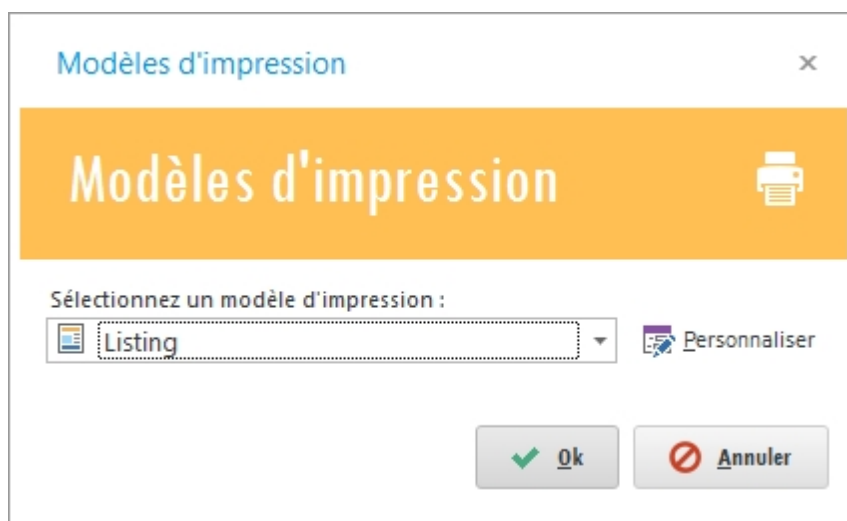 Modèles d'impression
Modèles d'impression
Sélectionnez un modèle d'impression :
Listing
Personnaliser
Ok
Annuler